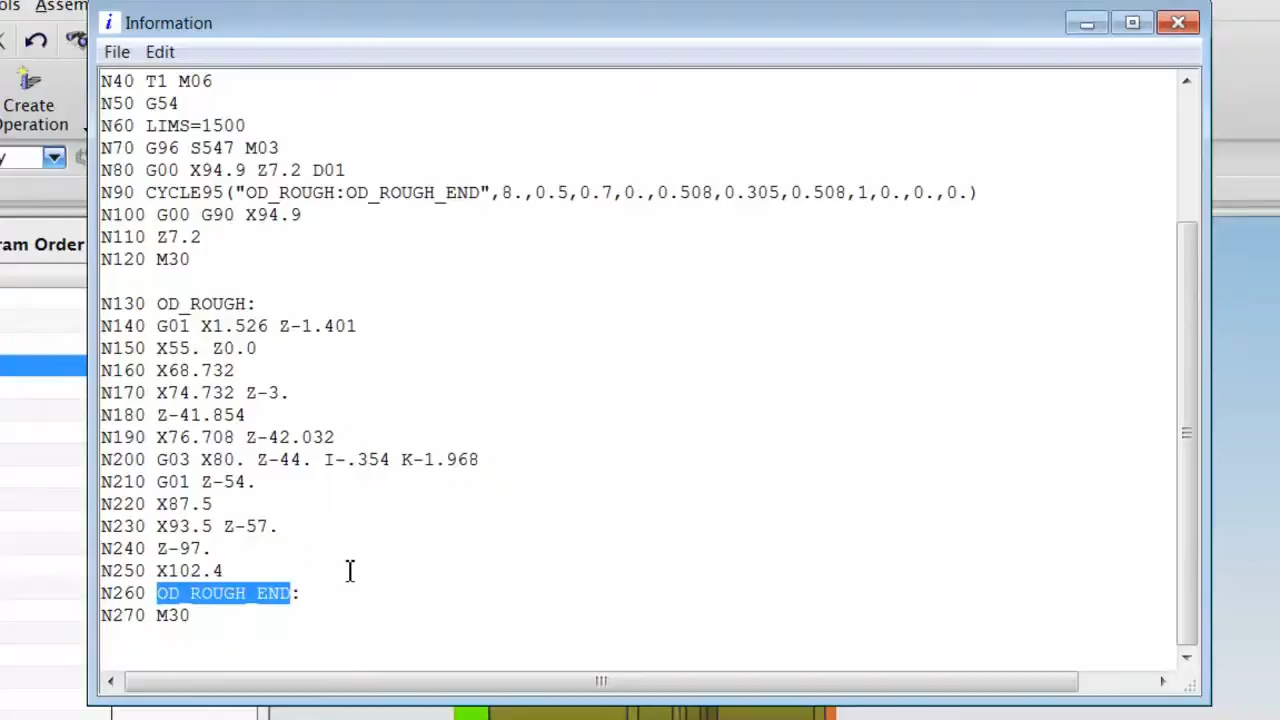 ols Assem
Information
File Edit
Create
Operation
y
ram Order
N40 T1 M06
N50 G54
N60 LIMS=1500
N70 G96 S547 M03
N80 G00 X94.9 Z7.2 D01
N90 CYCLE95("OD_ROUGH:OD_ROUGH_END",8.,0.5,0.7,0.,0.508,0.305,0.508,1,0.,0.,0.)
N100 G00 G90 X94.9
N110 Z7.2
N120 M30
N130 OD_ROUGH:
N140 G01 X1.526 Z-1.401
N150 X55. Z0.0
N160 X68.732
N170 X74.732 Z-3.
N180 Z-41.854
N190 X76.708 Z-42.032
N200 G03 X80. Z-44. I-.354 K-1.968
N210 G01 Z-54.
N220 X87.5
N230 X93.5 Z-57.
N240 Z-97.
N250 X102.4
N260 OD_ROUGH_END:
N270 M30